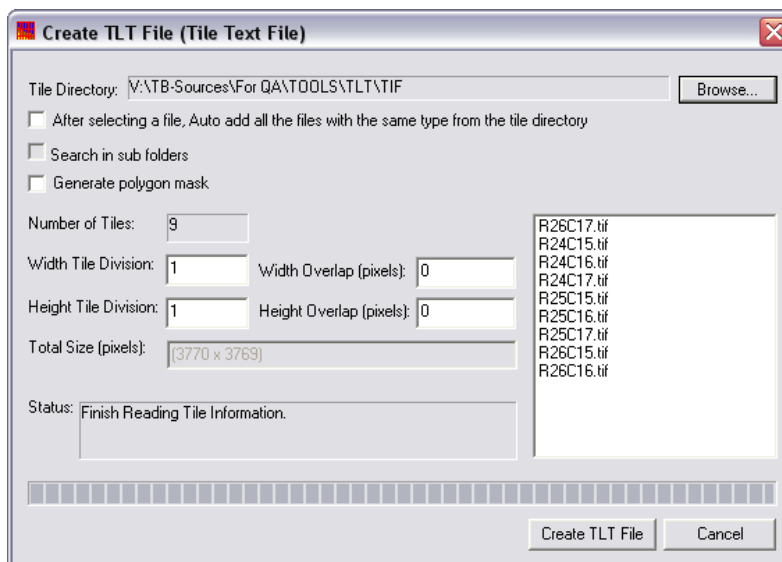 Create TLT File (Tile Text File)
Tile Directory: V:\TB-Sources\For QA\TOOLS\TLT\TIF Browse...
After selecting a file, Auto add all the files with the same type from the tile directory
Search in sub folders
Generate polygon mask
Number of Tiles: 9
Width Tile Division: 1 Width Overlap (pixels): 0
Height Tile Division: 1 Height Overlap (pixels): 0
Total Size (pixels): (3770 x 3769)
Status: Finish Reading Tile Information.
R26C17.tif
R24C15.tif
R24C16.tif
R24C17.tif
R25C15.tif
R25C16.tif
R25C17.tif
R26C15.tif
R26C16.tif
Create TLT File Cancel